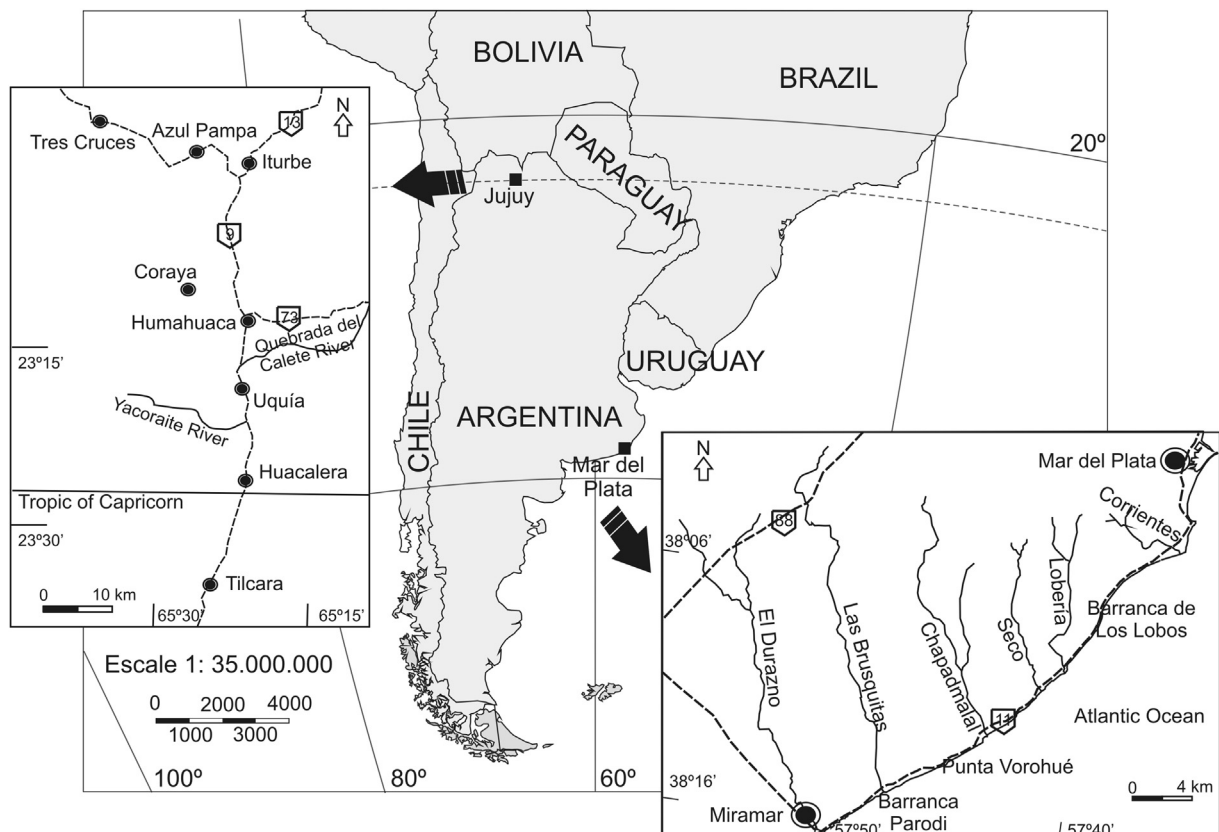 BOLIVIA
BRAZIL
PARAGUAY
20º
Jujuy
URUGUAY
CHILE
ARGENTINA
Mar del
Plata
Escale 1: 35.000.000
0 2000 4000
1000 3000
100º
80º
60º
N
13
Tres Cruces
Azul Pampa
Iturbe
9
Coraya
Humahuaca
73
Quebrada del
Calete River
23º15’
Uquía
Yacoraite River
Huacalera
Tropic of Capricorn
23º30’
Tilcara
0 10 km
65º30’
65º15’
N
Mar del Plata
88
Corrientes
38º06’
Lobería
Barranca de
Los Lobos
El Durazno
Las Brusquitas
Chapadmalal
Seco
11
Atlantic Ocean
Punta Vorohué
38º16’
0 4 km
Miramar
Barranca
Parodi
57º50’
57º40’